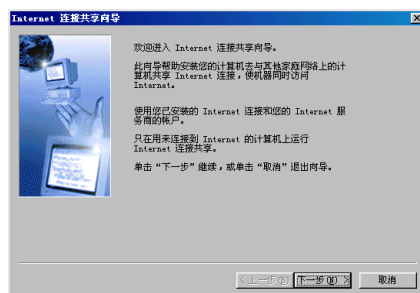 Internet 连接共享向导
欢迎进入 Internet 连接共享向导。
此向导帮助安装您的计算机去与其他家庭网络上的计
算机共享 Internet 连接，使机器同时访问
Internet。
使用您已安装的 Internet 连接和您的 Internet 服
务商的帐户。
只在用来连接到 Internet 的计算机上运行
Internet 连接共享。
单击“下一步”继续，或单击“取消”退出向导。
< 上一步(B)
下一步(N) >
取消